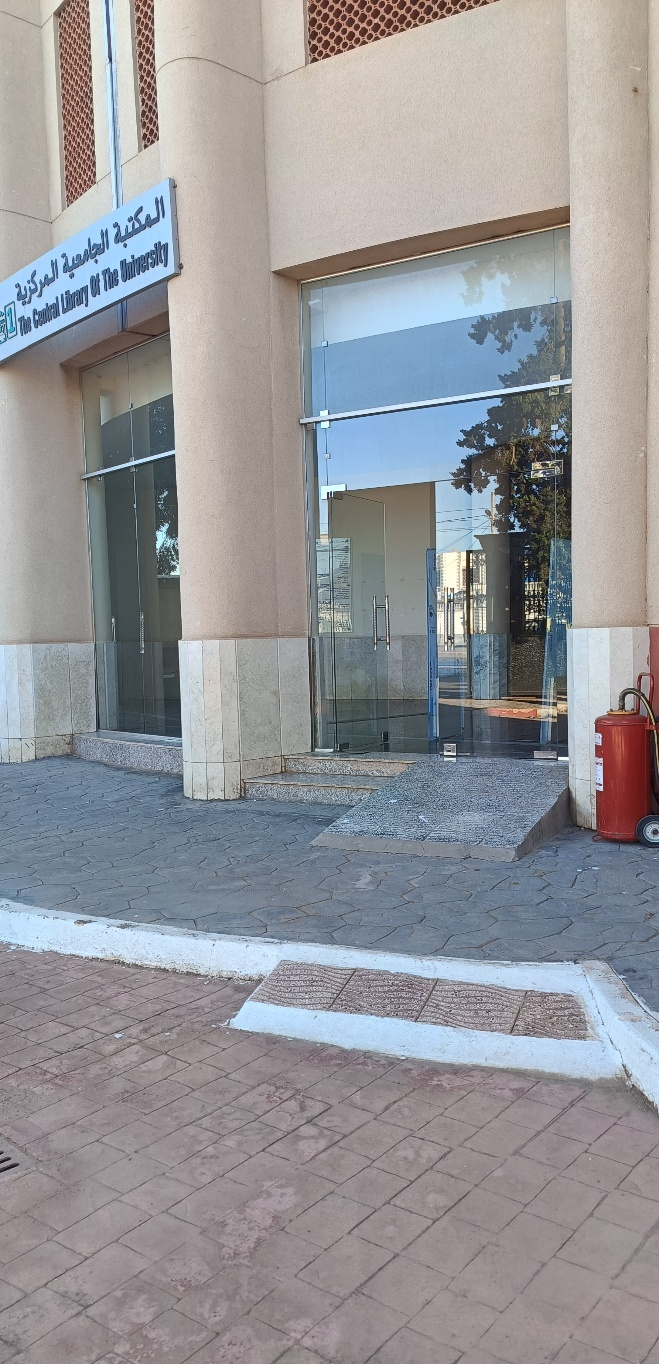 المكتبة الجامعية المركزية
The Central Library Of The University